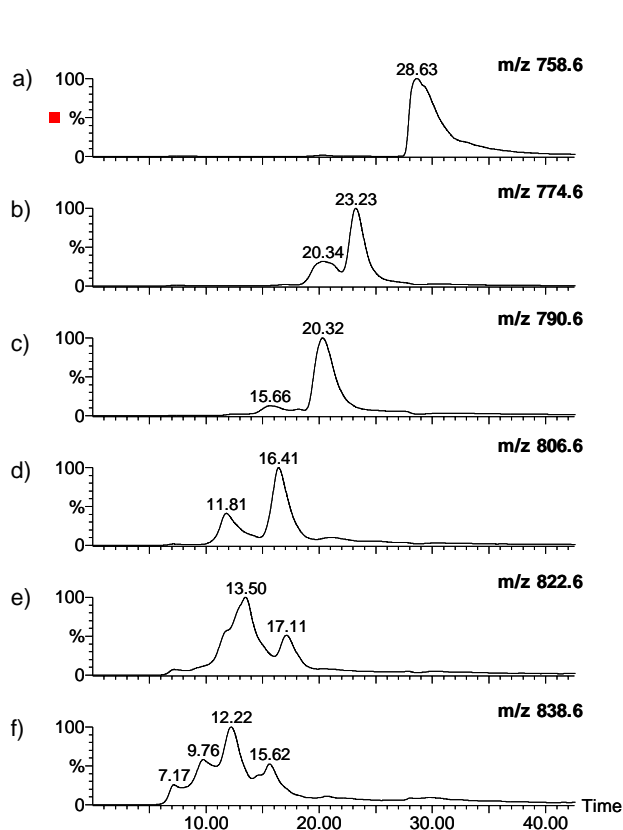 a)
m/z 758.6
28.63
100
%
0
b)
m/z 774.6
23.23
100
20.34
%
0
c)
m/z 790.6
20.32
100
15.66
%
0
d)
m/z 806.6
16.41
100
11.81
%
0
e)
m/z 822.6
13.50
100
17.11
%
0
f)
m/z 838.6
12.22
100
9.76
15.62
7.17
%
0
Time
10.00 20.00 30.00 40.00